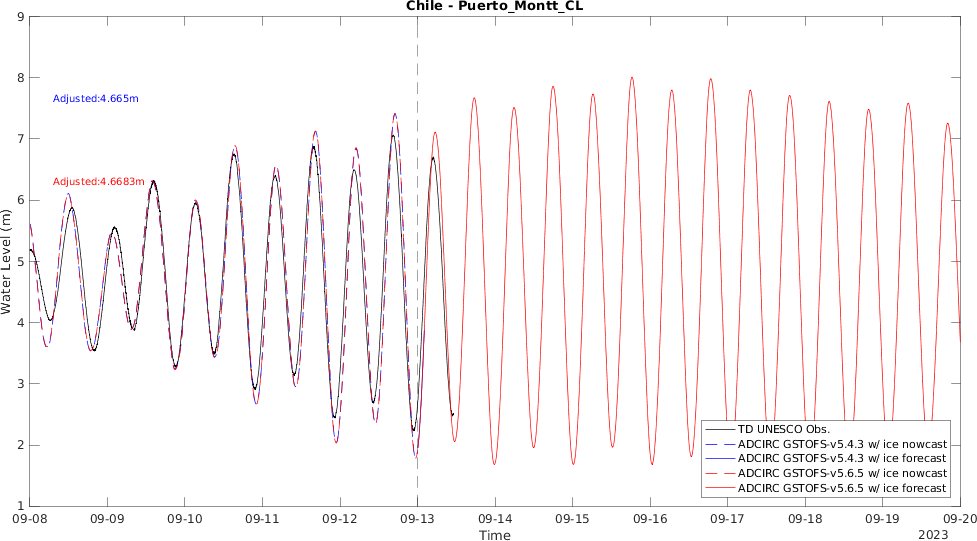 Chile - Puerto_Montt_CL
9
8
7
6
5
4
3
2
1
Water Level (m)
Adjusted:4.665m
Adjusted:4.6683m
TD UNESCO Obs.
ADCIRC GSTOFS-v5.4.3 w/ ice nowcast
ADCIRC GSTOFS-v5.4.3 w/ ice forecast
ADCIRC GSTOFS-v5.6.5 w/ ice nowcast
ADCIRC GSTOFS-v5.6.5 w/ ice forecast
09-08 09-10 09-10 09-11 09-12 09-13 09-14 09-15 09-16 09-17 09-18 09-19 09-20
Time
2023